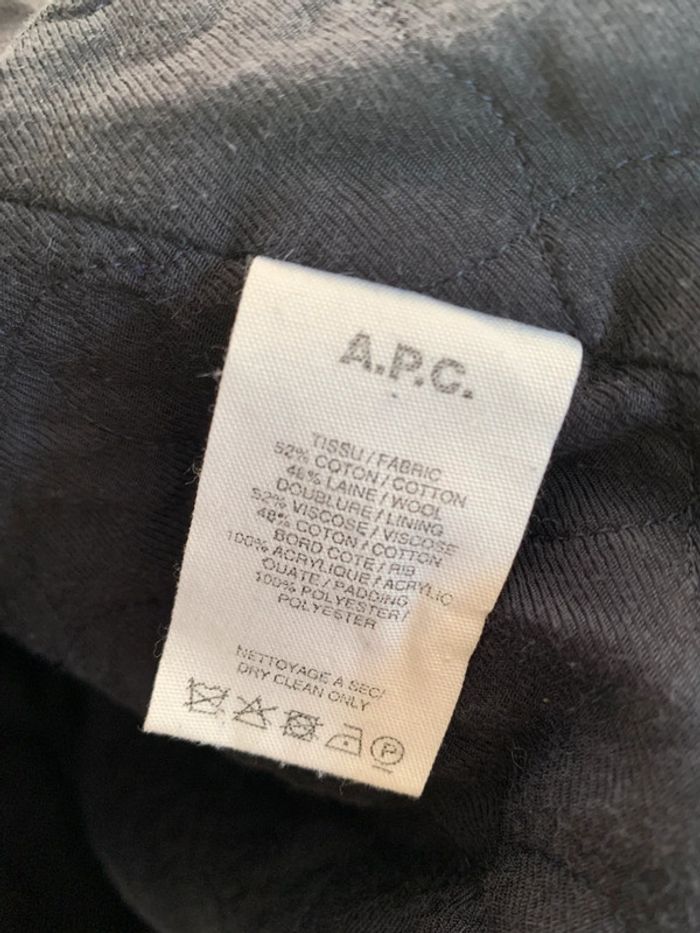 A.P.C.
TISSU / FABRIC
52% COTON / COTTON
48% LAINE / WOOL
DOUBLURE / LINING
52% VISCOSE / VISCOSE
48% COTON / COTTON
BORD COTE / RIB
100% ACRYLIQUE / ACRYLIC
OUATE / PADDING
100% POLYESTER /
POLYESTER
NETTOYAGE A SEC/
DRY CLEAN ONLY
P